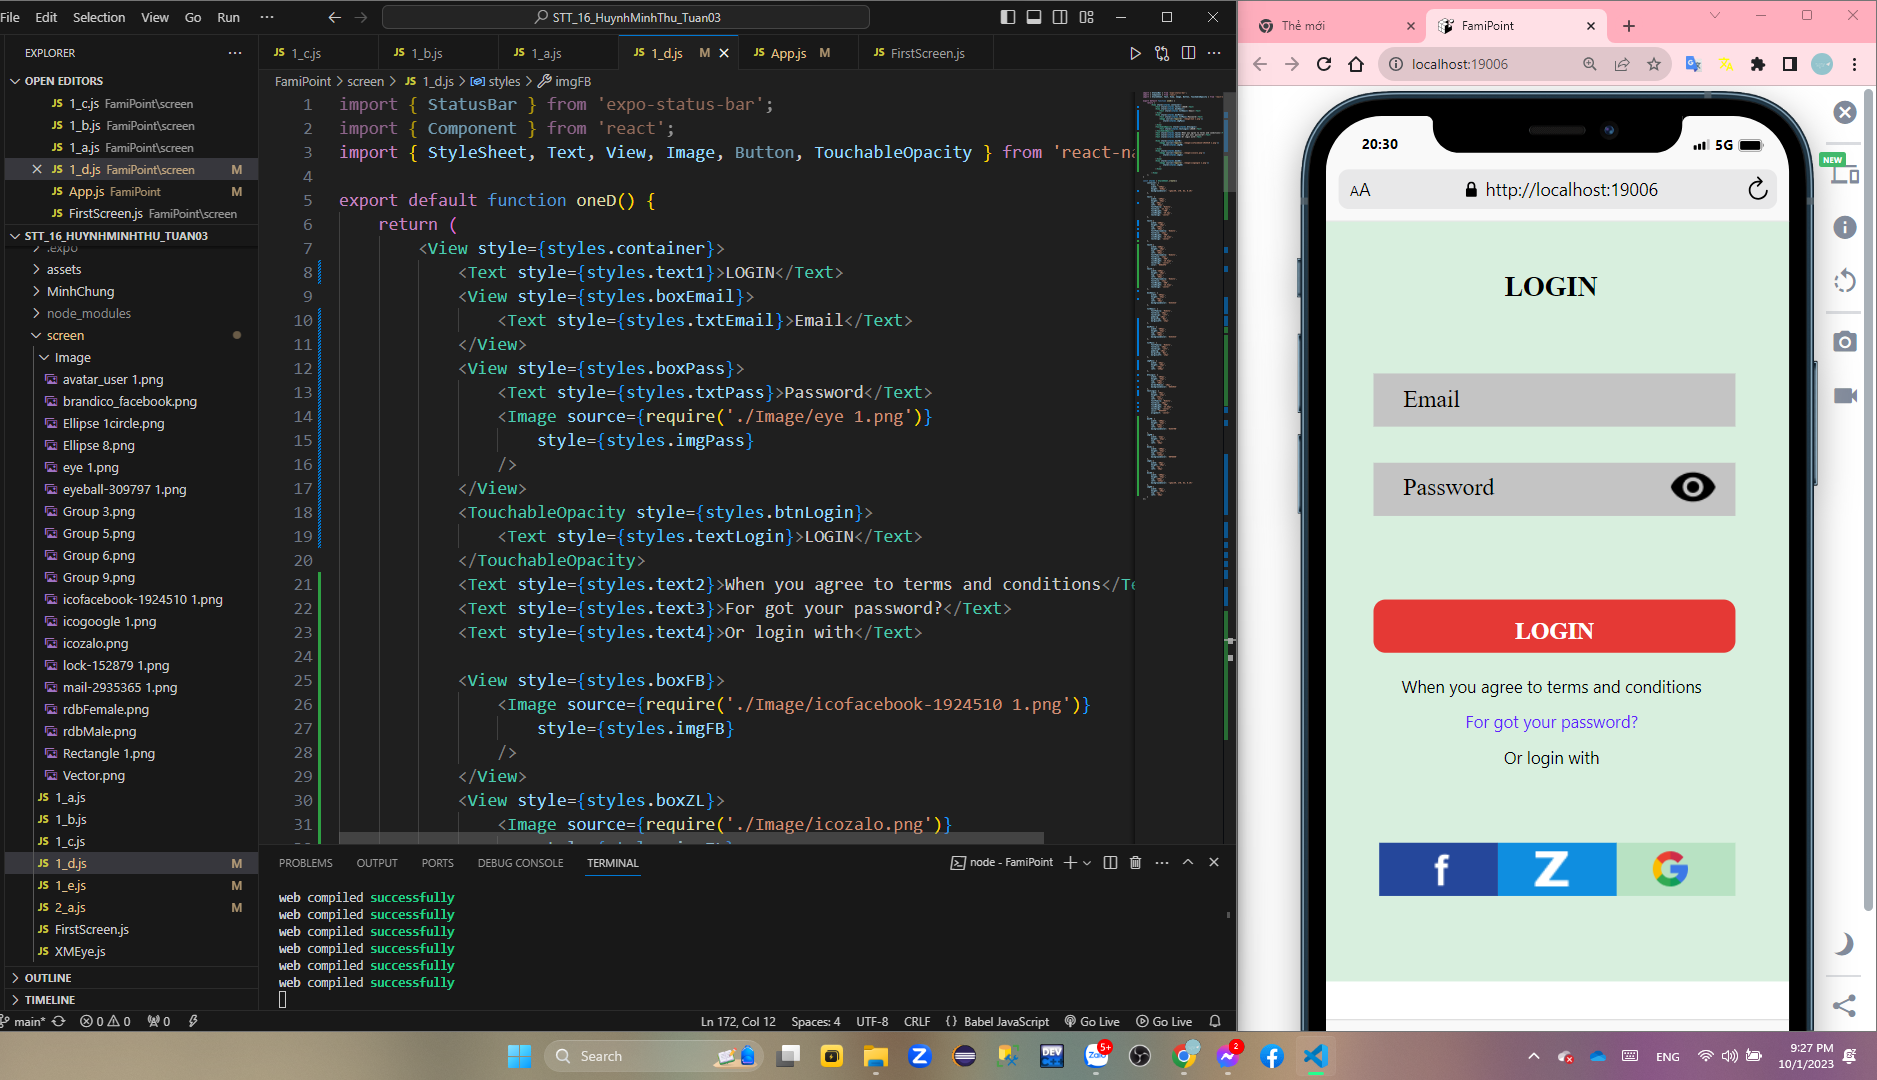 File Edit Selection View Go Run ···
STT_16_HuynhMinhThu_Tuan03
EXPLORER
OPEN EDITORS
JS 1_c.js FamiPoint\screen
JS 1_b.js FamiPoint\screen
JS 1_a.js FamiPoint\screen
JS 1_d.js FamiPoint\screen M
JS App.js FamiPoint M
JS FirstScreen.js FamiPoint\screen
STT_16_HUYNHMINHTHU_TUAN03
.expo
assets
MinhChung
node_modules
screen
Image
avatar_user 1.png
brandico_facebook.png
Ellipse 1circle.png
Ellipse 8.png
eye 1.png
eyeball-309797 1.png
Group 3.png
Group 5.png
Group 6.png
Group 9.png
icofacebook-1924510 1.png
icogoogle 1.png
icozalo.png
lock-152879 1.png
mail-2935365 1.png
rdbFemale.png
rdbMale.png
Rectangle 1.png
Vector.png
JS 1_a.js
JS 1_b.js
JS 1_c.js
JS 1_d.js M
JS 1_e.js M
JS 2_a.js M
JS FirstScreen.js
JS XMEye.js
OUTLINE
TIMELINE
JS 1_c.js JS 1_b.js JS 1_a.js JS 1_d.js M JS App.js M JS FirstScreen.js
FamiPoint > screen > JS 1_d.js > styles > imgFB
1 import { StatusBar } from 'expo-status-bar';
2 import { Component } from 'react';
3 import { StyleSheet, Text, View, Image, Button, TouchableOpacity } from 'react-na
4
5 export default function oneD() {
6 return (
7 <View style={styles.container}>
8 <Text style={styles.text1}>LOGIN</Text>
9 <View style={styles.boxEmail}>
10 <Text style={styles.txtEmail}>Email</Text>
11 </View>
12 <View style={styles.boxPass}>
13 <Text style={styles.txtPass}>Password</Text>
14 <Image source={require('./Image/eye 1.png')}
15 style={styles.imgPass}
16 />
17 </View>
18 <TouchableOpacity style={styles.btnLogin}>
19 <Text style={styles.textLogin}>LOGIN</Text>
20 </TouchableOpacity>
21 <Text style={styles.text2}>When you agree to terms and conditions</Te
22 <Text style={styles.text3}>For got your password?</Text>
23 <Text style={styles.text4}>Or login with</Text>
24
25 <View style={styles.boxFB}>
26 <Image source={require('./Image/icofacebook-1924510 1.png')}
27 style={styles.imgFB}
28 />
29 </View>
30 <View style={styles.boxZL}>
31 <Image source={require('./Image/icozalo.png')}
PROBLEMS OUTPUT PORTS DEBUG CONSOLE TERMINAL
node - FamiPoint
web compiled successfully
web compiled successfully
web compiled successfully
web compiled successfully
web compiled successfully
web compiled successfully
main* 0 0 0 Ln 172, Col 12 Spaces: 4 UTF-8 CRLF {} Babel JavaScript Go Live Go Live
Thẻ mới
FamiPoint
localhost:19006
NEW
20:30 5G
AA http://localhost:19006
LOGIN
Email
Password
LOGIN
When you agree to terms and conditions
For got your password?
Or login with
f Z G
Search
DEV
Zalo 5+
2
ENG
9:27 PM
10/1/2023